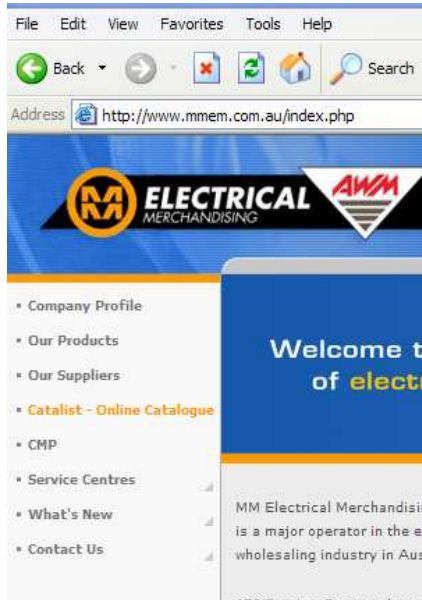 File Edit View Favorites Tools Help
Back Search
Address http://www.mmem.com.au/index.php
MM ELECTRICAL AWM
MERCHANDISING
Company Profile
Our Products
Our Suppliers
Catalist - Online Catalogue
CMP
Service Centres
What's New
Contact Us
Welcome t
of elect
MM Electrical Merchandisi
is a major operator in the e
wholesaling industry in Aus